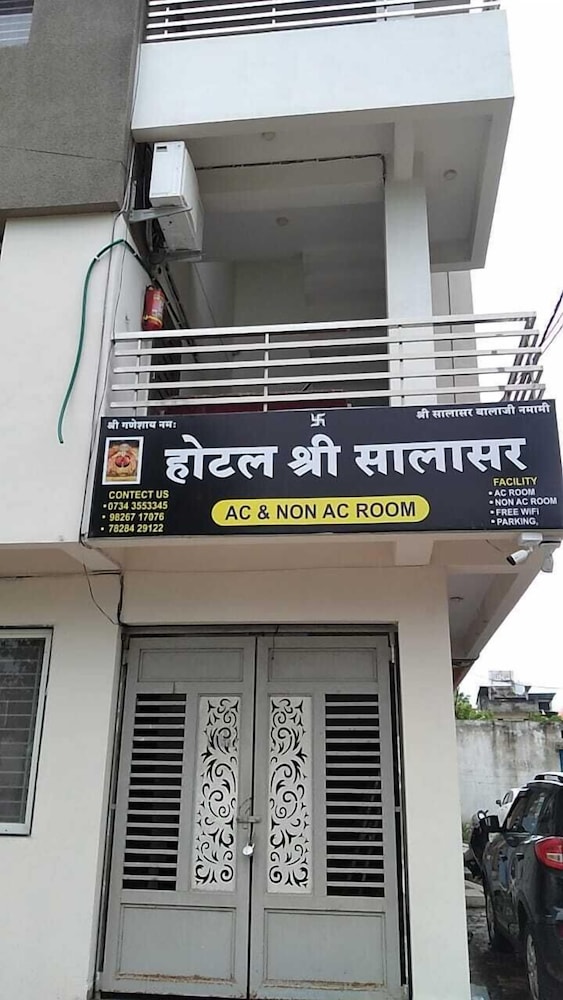 श्री गणेशाय नमः
श्री सालासर बालाजी नमामी
होटल श्री सालासर
AC & NON AC ROOM
CONTECT US
• 0734 3553345
• 98267 17076
• 78284 29122
FACILITY
• AC ROOM
• NON AC ROOM
• FREE WiFi
• PARKING,